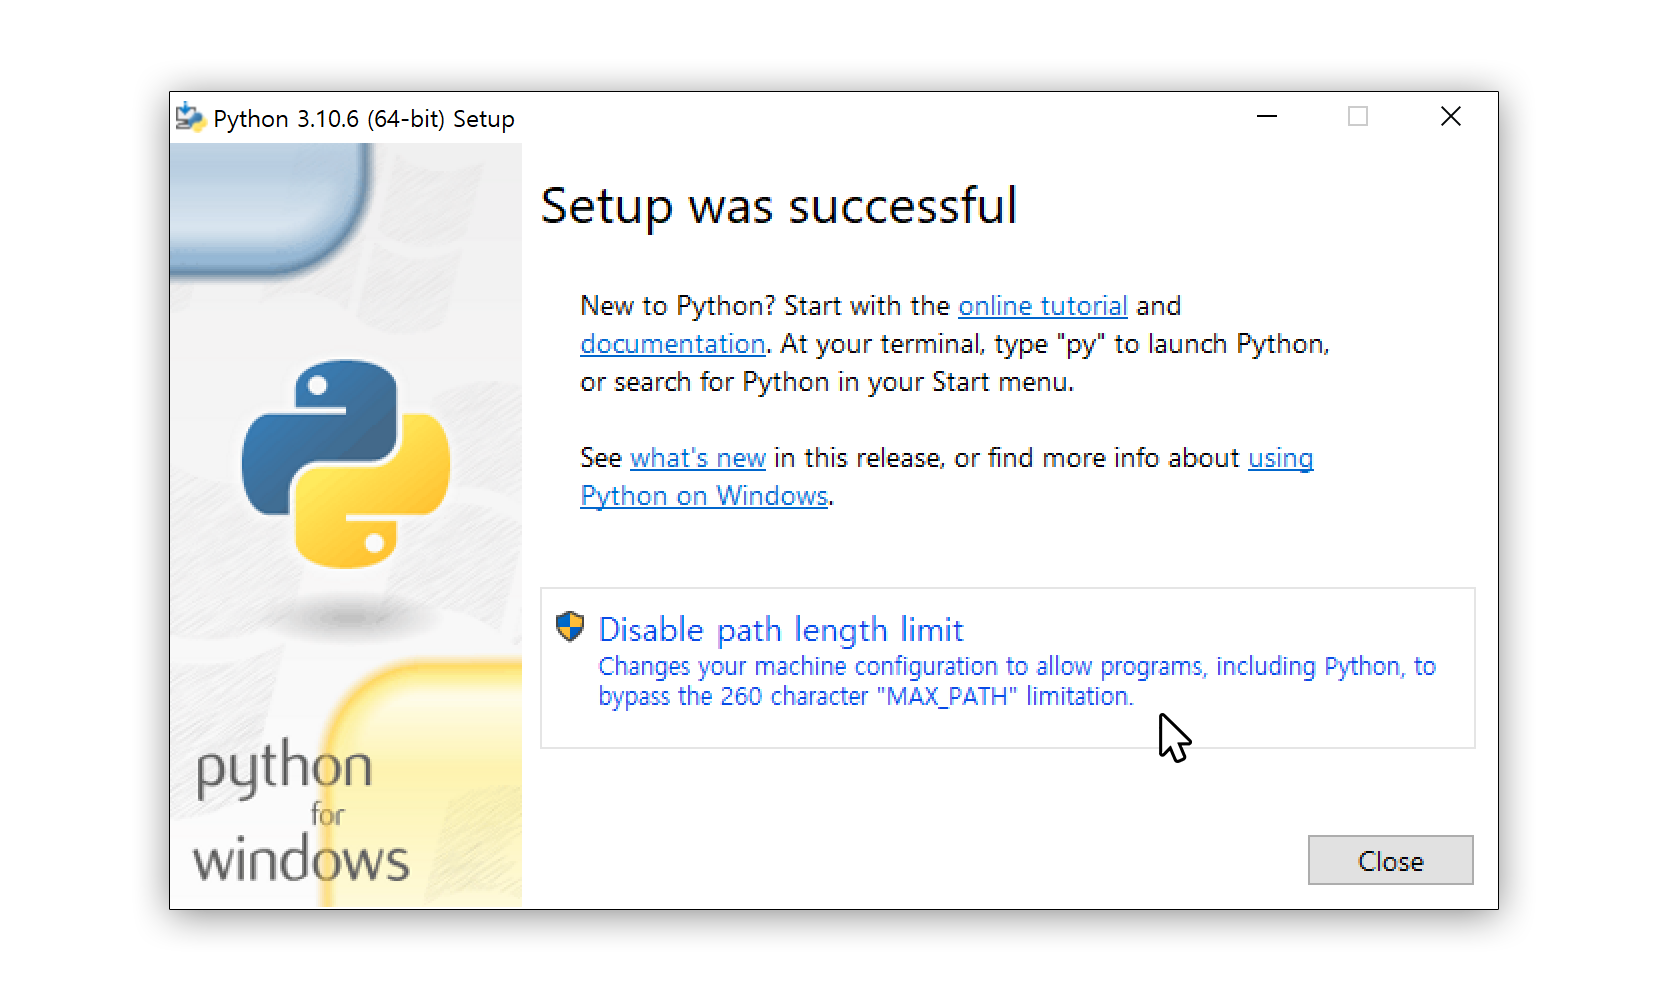 Python 3.10.6 (64-bit) Setup
Setup was successful
New to Python? Start with the online tutorial and
documentation. At your terminal, type "py" to launch Python,
or search for Python in your Start menu.
See what's new in this release, or find more info about using
Python on Windows.
Disable path length limit
Changes your machine configuration to allow programs, including Python, to
bypass the 260 character "MAX_PATH" limitation.
python
for
windows
Close